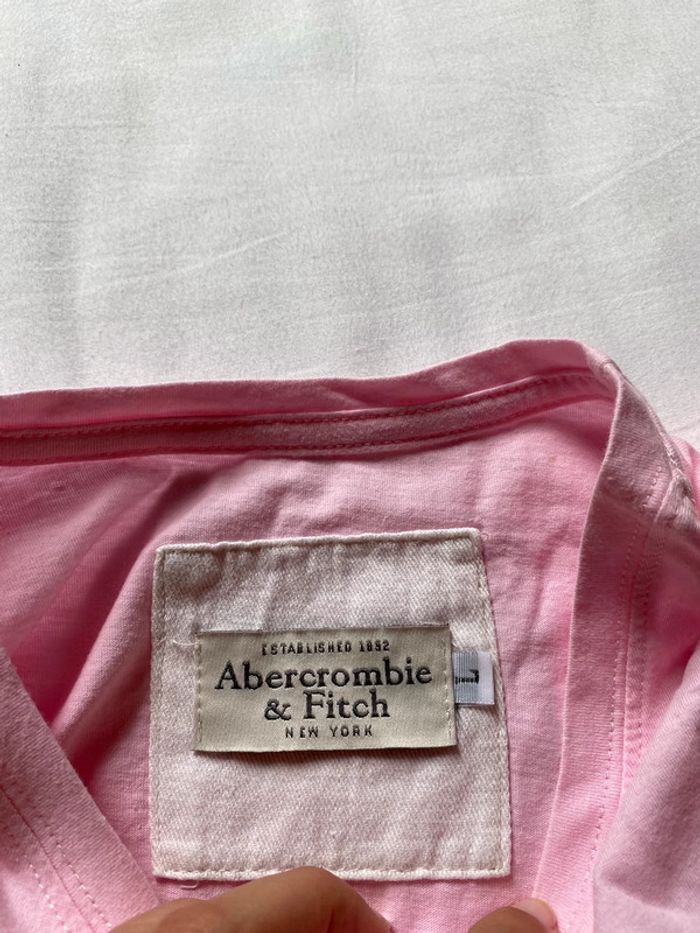 ESTABLISHED 1892
Abercrombie
& Fitch
NEW YORK
L